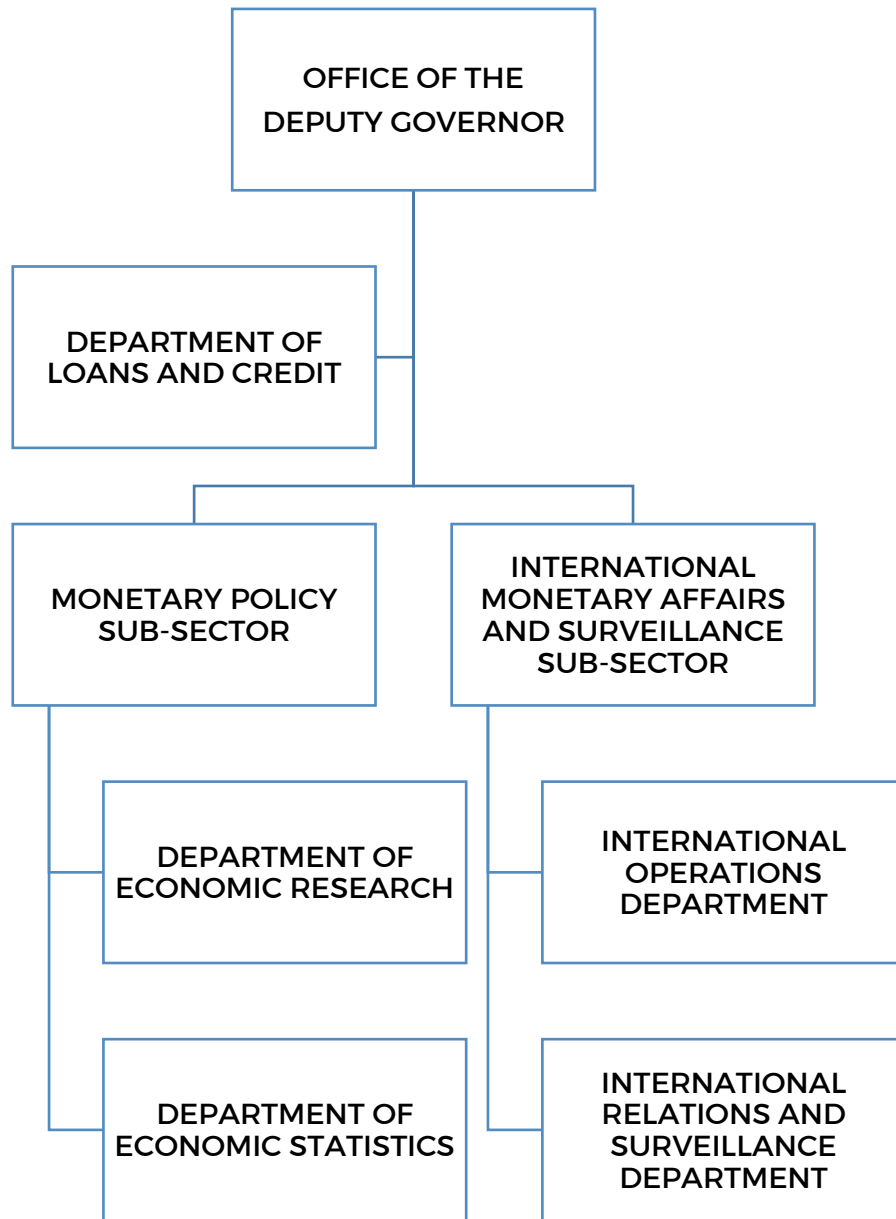 OFFICE OF THE
DEPUTY GOVERNOR
DEPARTMENT OF
LOANS AND CREDIT
MONETARY POLICY
SUB-SECTOR
INTERNATIONAL
MONETARY AFFAIRS
AND SURVEILLANCE
SUB-SECTOR
DEPARTMENT OF
ECONOMIC RESEARCH
INTERNATIONAL
OPERATIONS
DEPARTMENT
DEPARTMENT OF
ECONOMIC STATISTICS
INTERNATIONAL
RELATIONS AND
SURVEILLANCE
DEPARTMENT